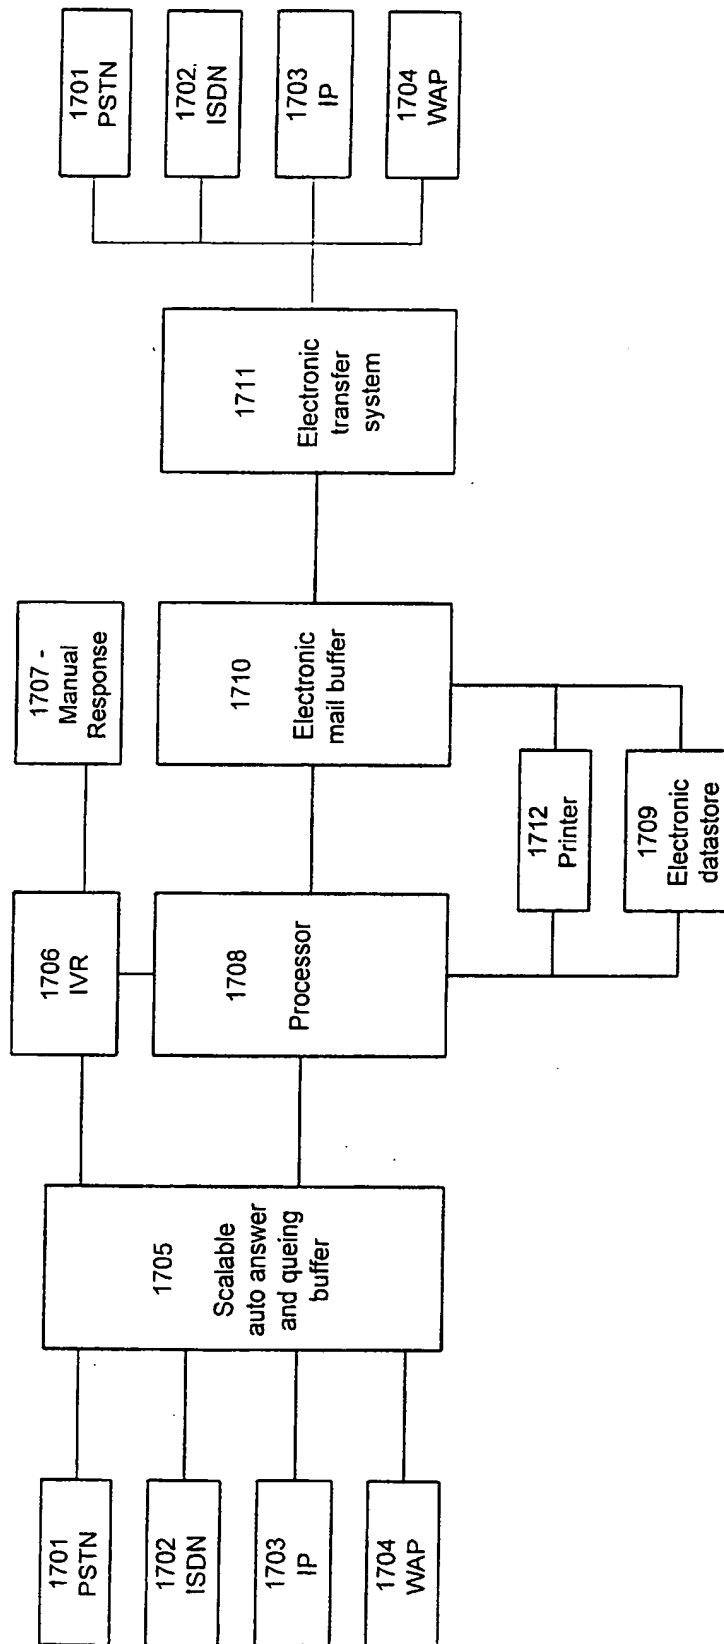 1701
PSTN
1702
ISDN
1703
IP
1704
WAP
1705
Scalable
auto answer
and queing
buffer
1706
IVR
1707 -
Manual
Response
1708
Processor
1710
Electronic
mail buffer
1712
Printer
1709
Electronic
datastore
1711
Electronic
transfer
system
1701
PSTN
1702.
ISDN
1703
IP
1704
WAP